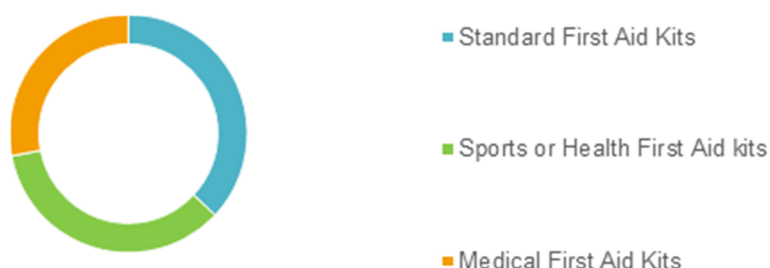 Standard First Aid Kits
Sports or Health First Aid kits
Medical First Aid Kits